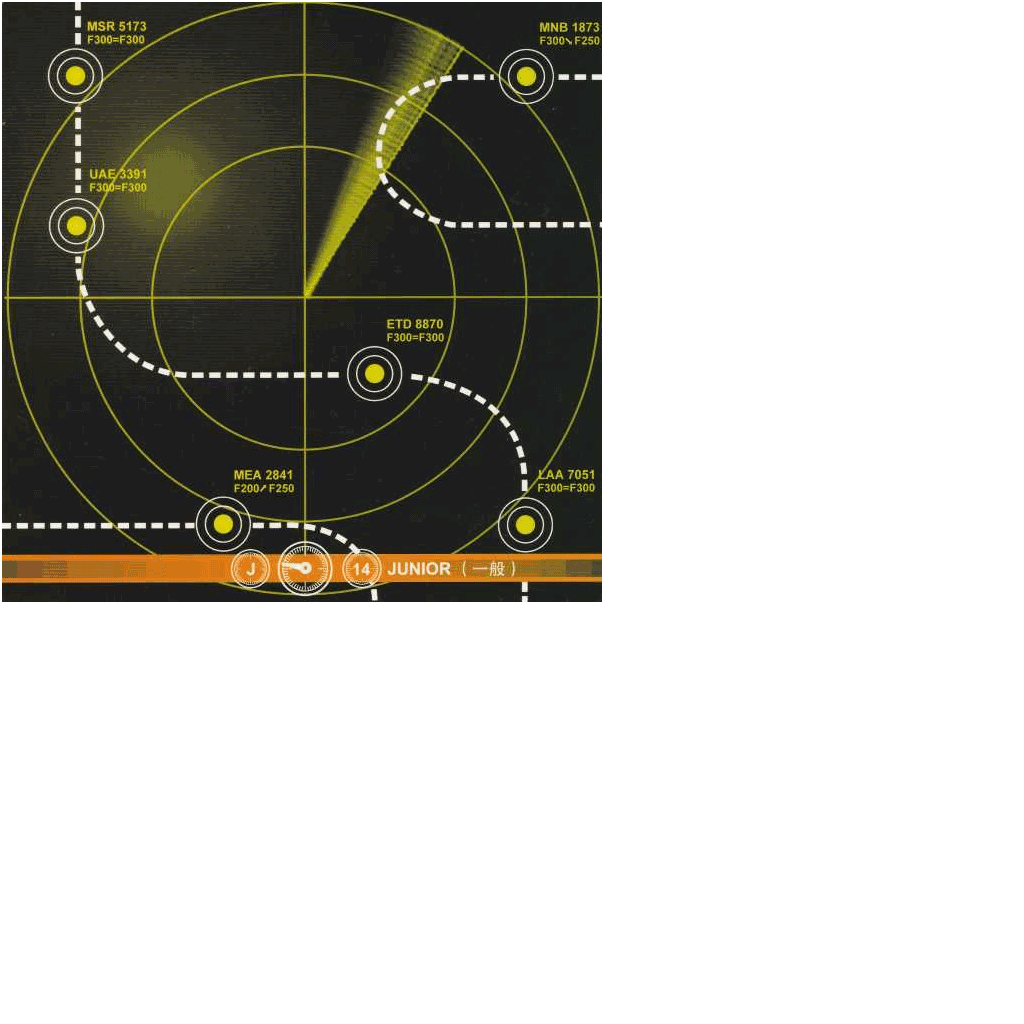 MSR 5173
F300=F300
MNB 1873
F300➘F250
UAE 3391
F300=F300
ETD 8870
F300=F300
MEA 2841
F200➚F250
LAA 7051
F300=F300
J
14
JUNIOR（一般）